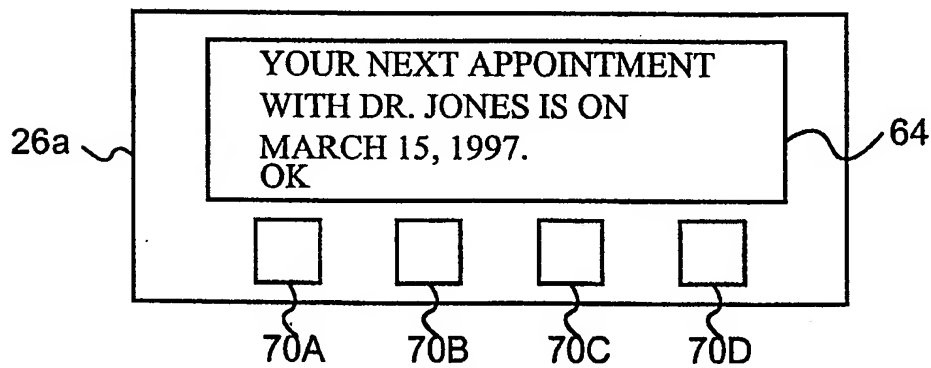 YOUR NEXT APPOINTMENT
WITH DR. JONES IS ON
MARCH 15, 1997.
OK
26a
64
70A 70B 70C 70D